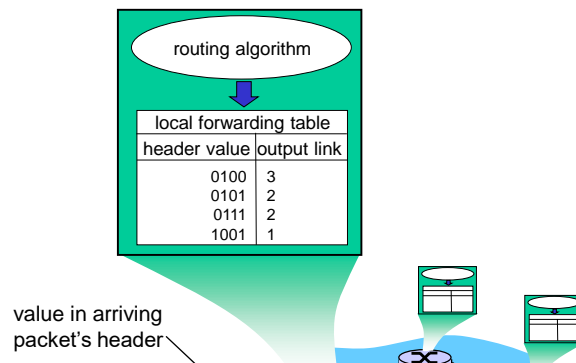 routing algorithm
local forwarding table
header value output link
0100 3
0101 2
0111 2
1001 1
value in arriving
packet's header